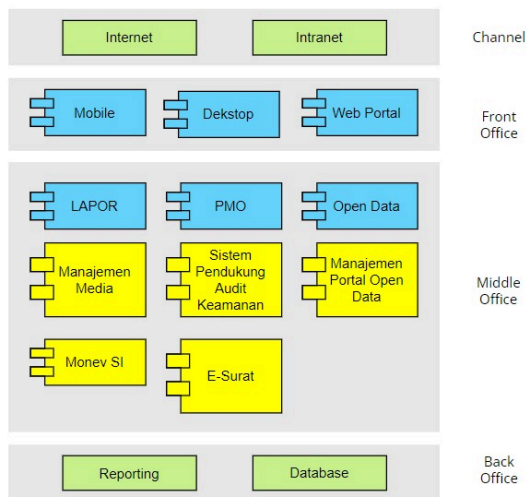 Internet
Intranet
Channel
Mobile
Dekstop
Web Portal
Front
Office
LAPOR
PMO
Open Data
Manajemen
Media
Sistem
Pendukung
Audit
Keamanan
Manajemen
Portal Open
Data
Middle
Office
Monev SI
E-Surat
Reporting
Database
Back
Office